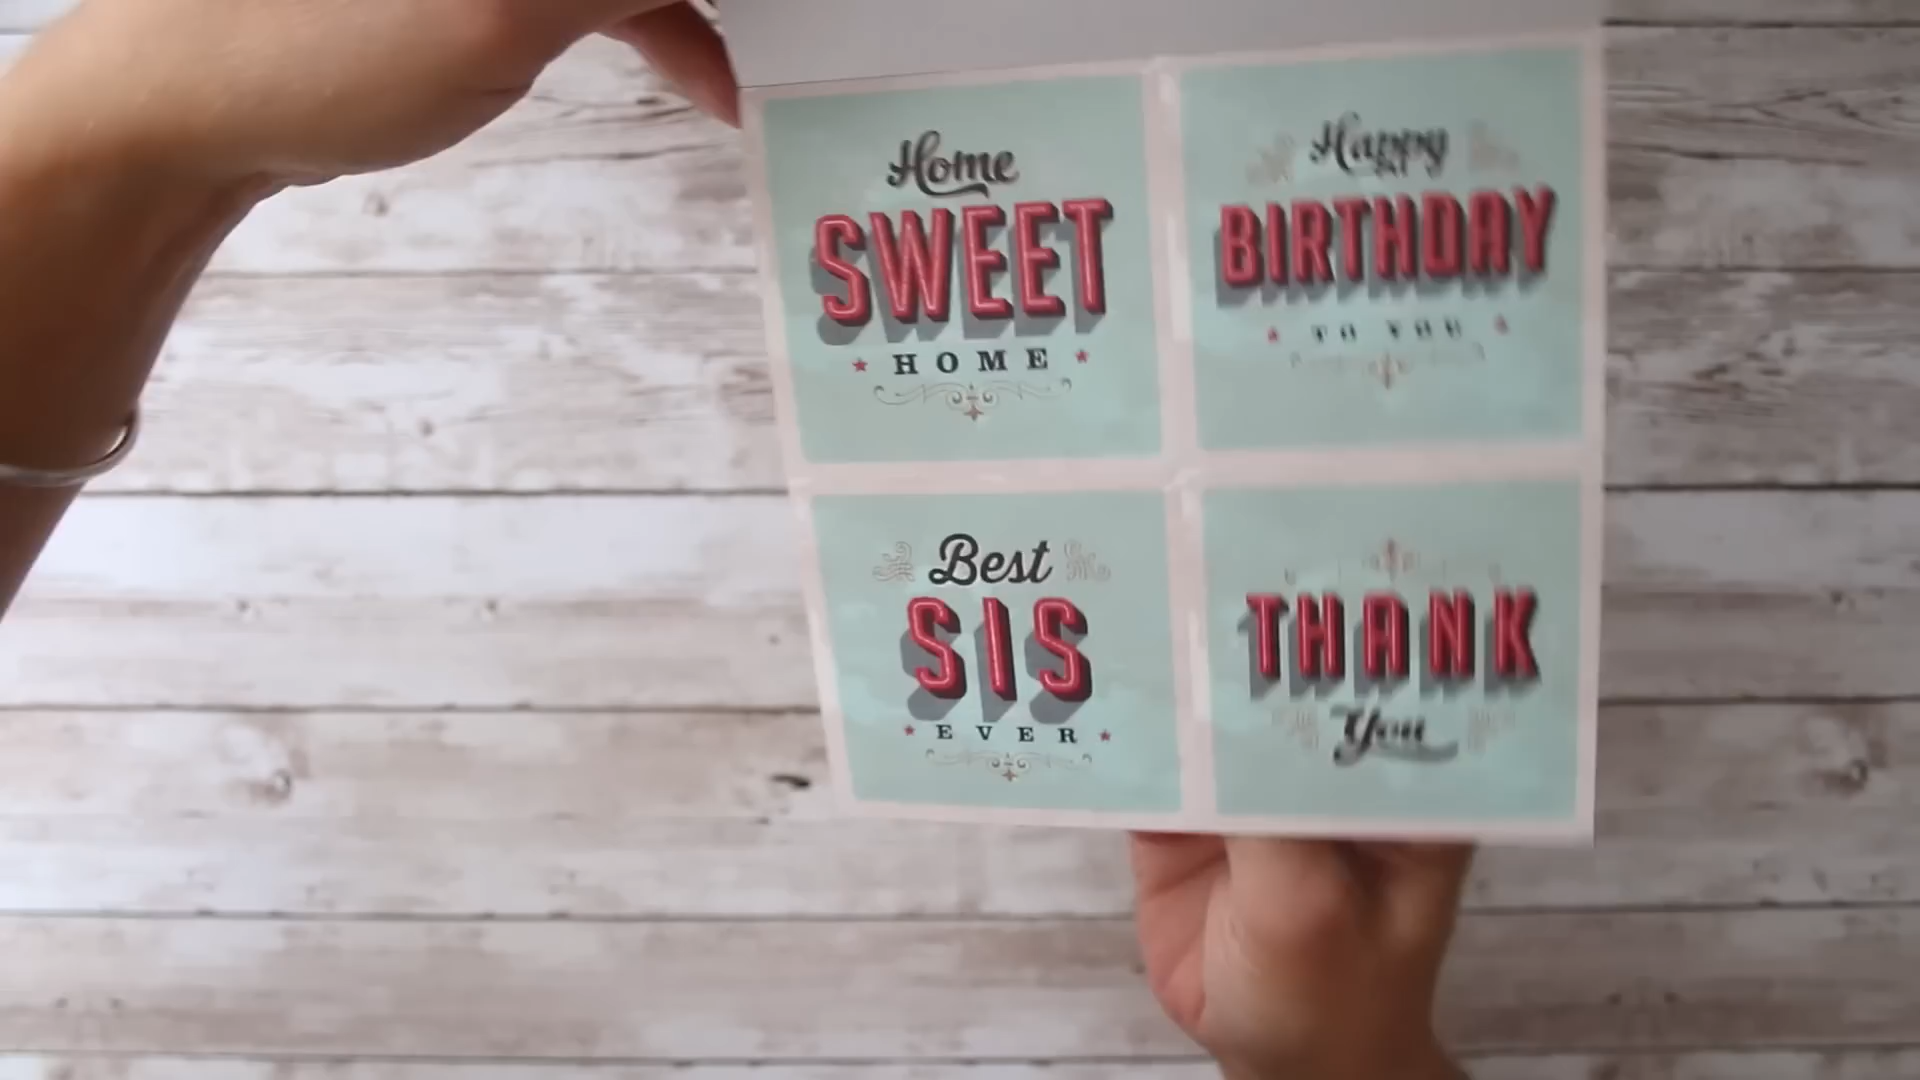 Home
SWEET
HOME
Happy
BIRTHDAY
TO YOU
Best
SIS
EVER
THANK
You